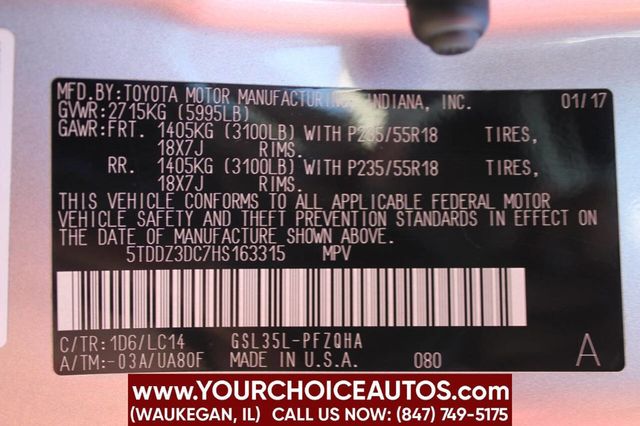 MFD.BY:TOYOTA MOTOR MANUFACTURING, INDIANA, INC. 01/17
GVWR:2715KG (5995LB)
GAWR:FRT. 1405KG (3100LB) WITH P235/55R18 TIRES,
18X7J RIMS.
RR. 1405KG (3100LB) WITH P235/55R18 TIRES,
18X7J RIMS.
THIS VEHICLE CONFORMS TO ALL APPLICABLE FEDERAL MOTOR
VEHICLE SAFETY AND THEFT PREVENTION STANDARDS IN EFFECT ON
THE DATE OF MANUFACTURE SHOWN ABOVE.
5TDDZ3DC7HS163315 MPV
C/TR:1D6/LC14 GSL35L-PFZQHA
A/TM:-03A/UA80F MADE IN U.S.A. 080 A
WWW.YOURCHOICEAUTOS.COM
(WAUKEGAN, IL) CALL US NOW: (847) 749-5175